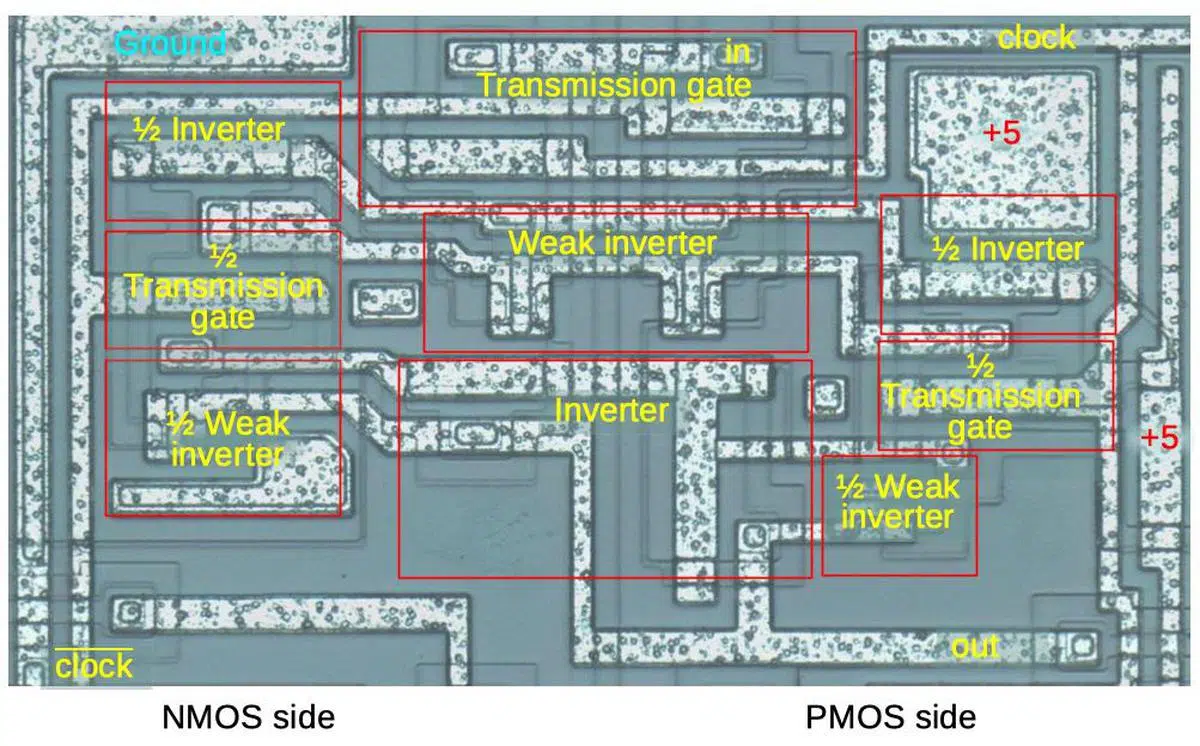 Ground
clock
in
Transmission gate
+5
½ Inverter
½
Transmission
gate
Weak inverter
½ Inverter
½ Weak
inverter
Inverter
½
Transmission
gate
+5
½ Weak
inverter
out
clock
NMOS side
PMOS side